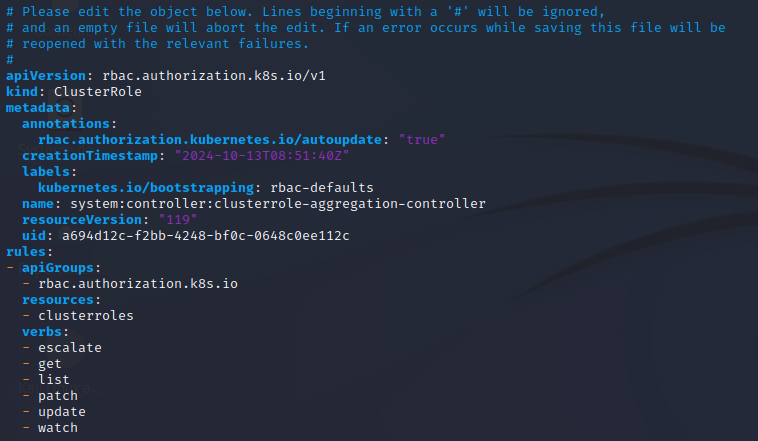 # Please edit the object below. Lines beginning with a '#' will be ignored,
# and an empty file will abort the edit. If an error occurs while saving this file will be
# reopened with the relevant failures.
#
apiVersion: rbac.authorization.k8s.io/v1
kind: ClusterRole
metadata:
  annotations:
    rbac.authorization.kubernetes.io/autoupdate: "true"
  creationTimestamp: "2024-10-13T08:51:40Z"
  labels:
    kubernetes.io/bootstrapping: rbac-defaults
  name: system:controller:clusterrole-aggregation-controller
  resourceVersion: "119"
  uid: a694d12c-f2bb-4248-bf0c-0648c0ee112c
rules:
- apiGroups:
  - rbac.authorization.k8s.io
  resources:
  - clusterroles
  verbs:
  - escalate
  - get
  - list
  - patch
  - update
  - watch